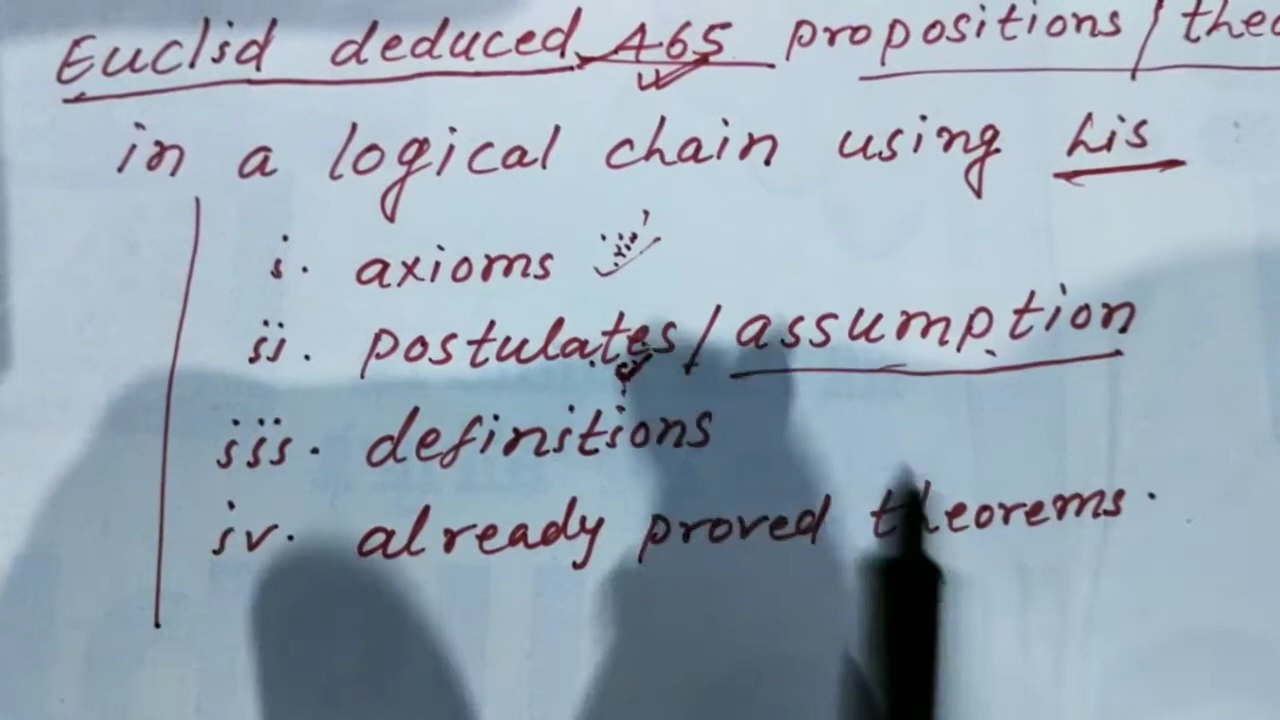 Euclid deduced 465 propositions / theo
in a logical chain using his
i. axioms
ii. postulates / assumption
iii. definitions
iv. already proved theorems.